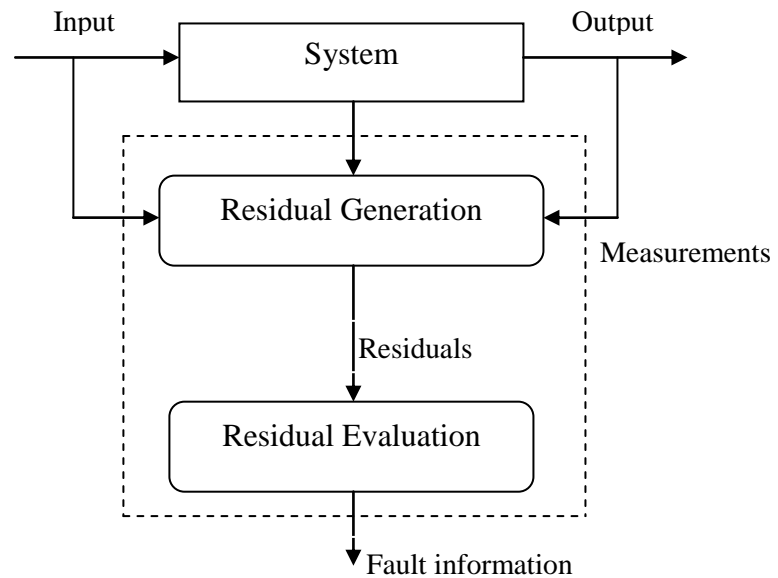 Input
Output
System
Residual Generation
Measurements
Residuals
Residual Evaluation
Fault information